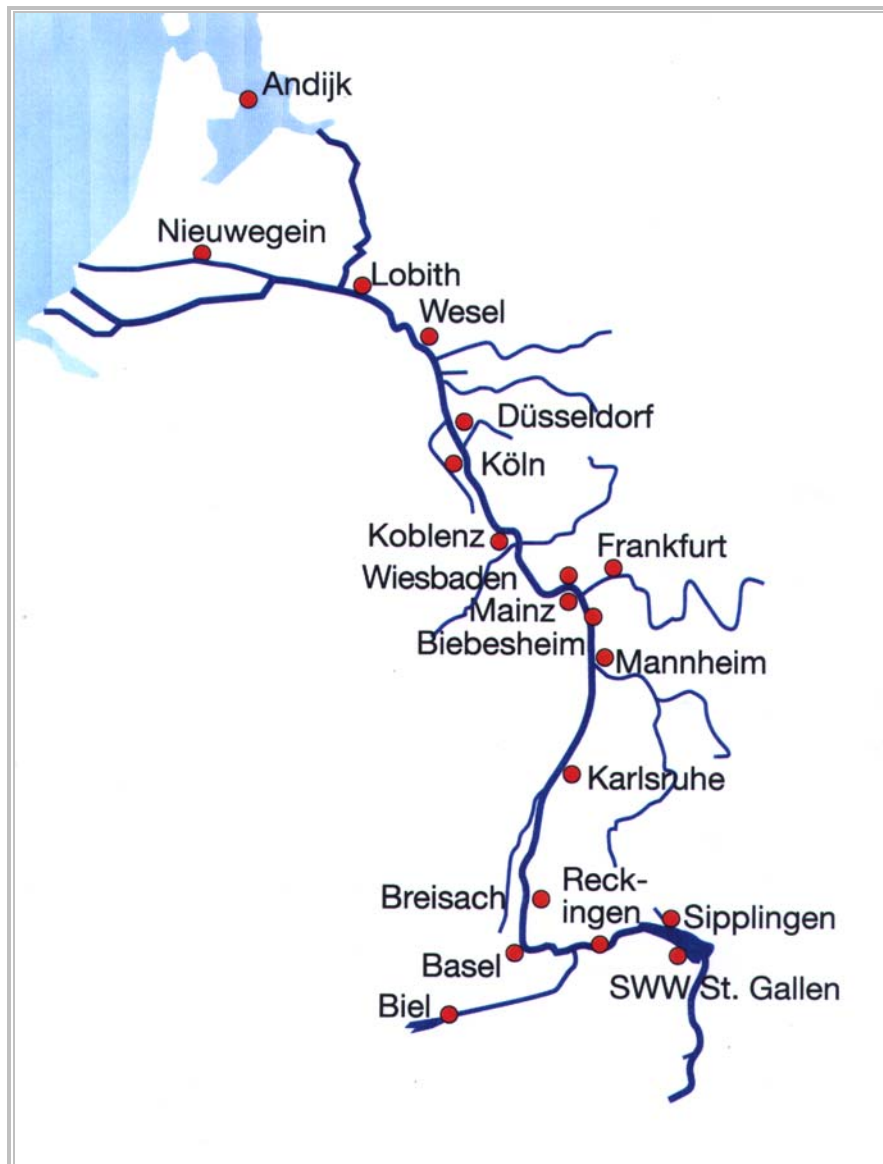 Andijk
Nieuwegein
Lobith
Wesel
Düsseldorf
Köln
Koblenz
Frankfurt
Wiesbaden
Mainz
Biebesheim
Mannheim
Karlsruhe
Breisach
Reck-
ingen
Sipplingen
Basel
SWW St. Gallen
Biel